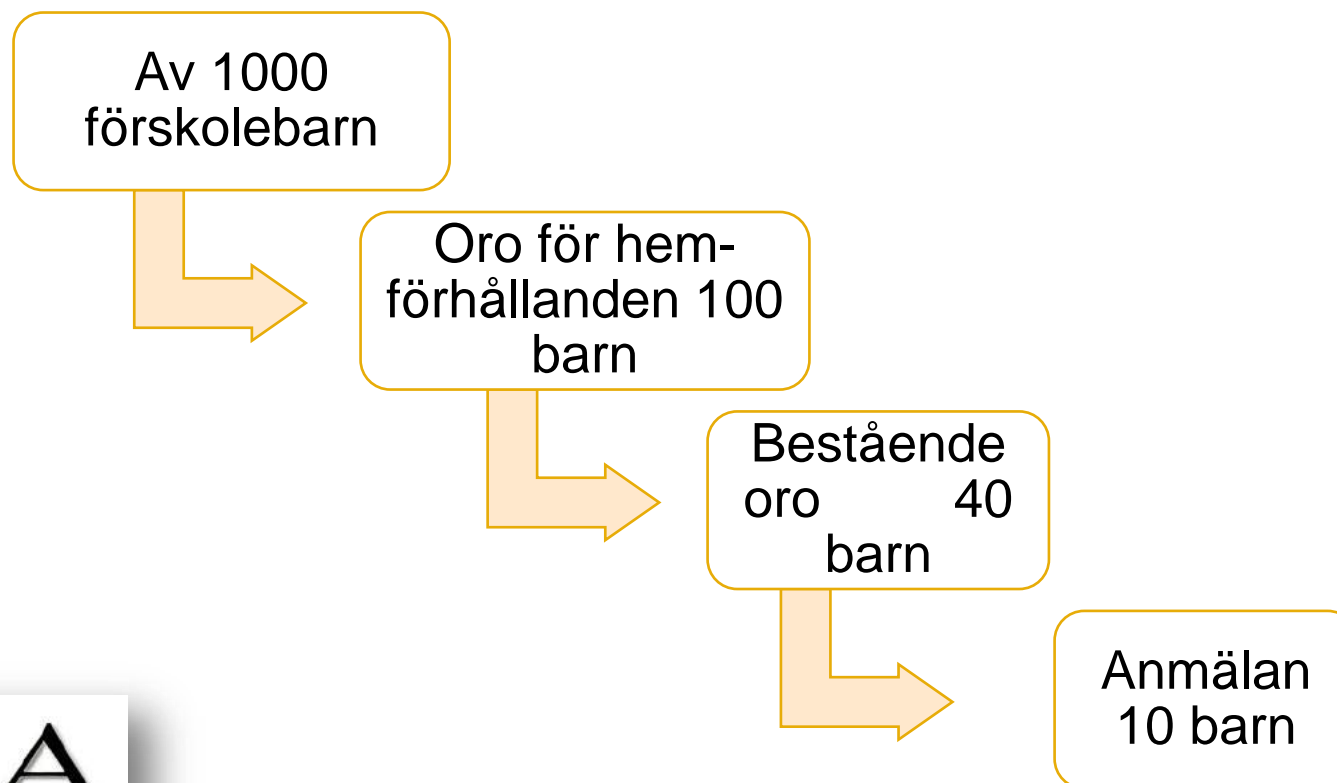 Av 1000
förskolebarn
Oro för hem-
förhållanden 100
barn
Bestående
oro 40
barn
Anmälan
10 barn
A